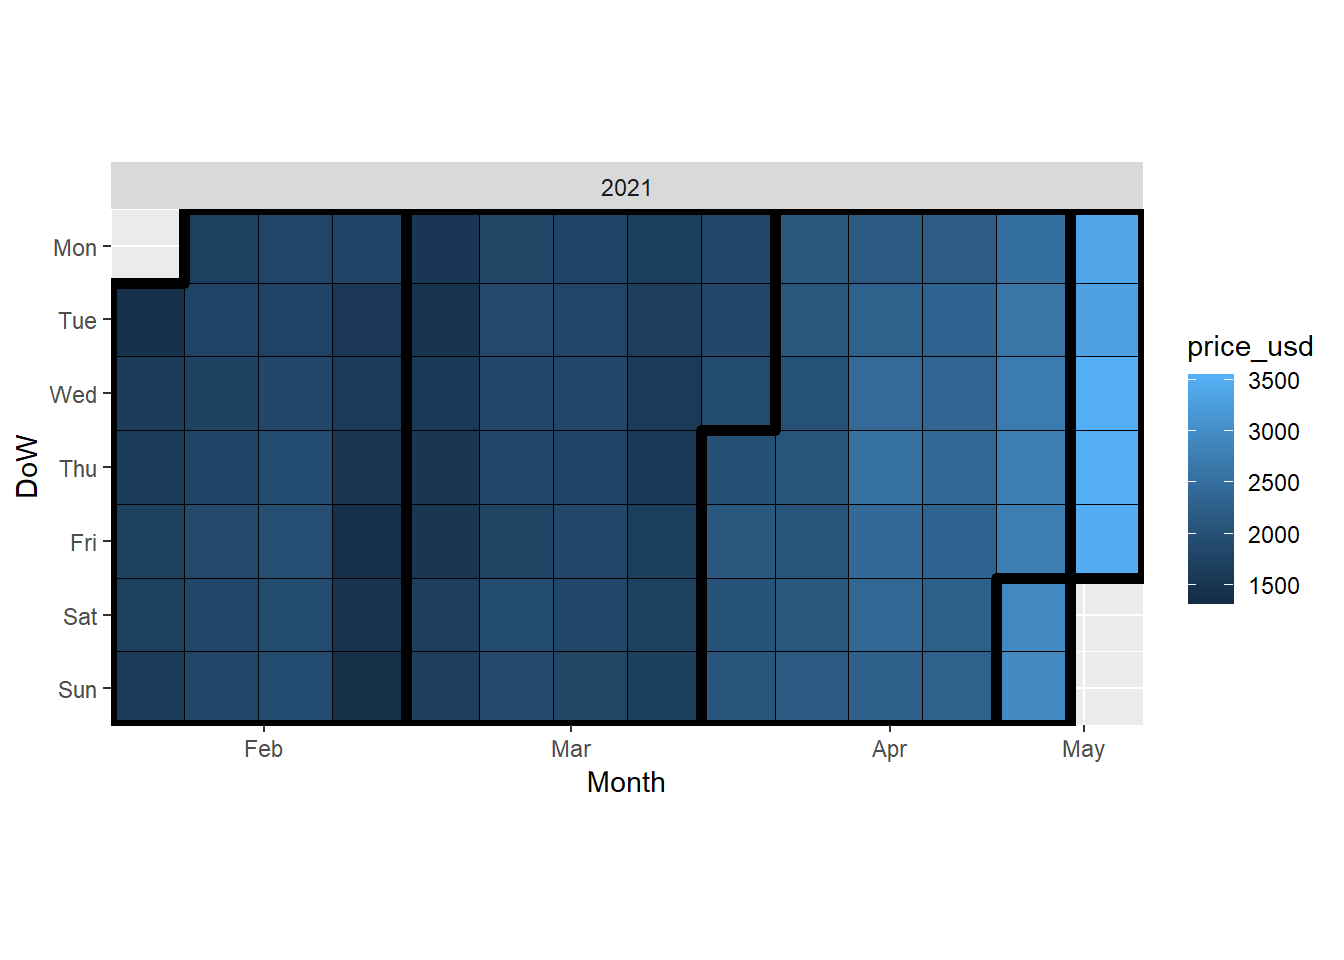 2021
Mon
Tue
Wed
Thu
Fri
Sat
Sun
DoW
Feb Mar Apr May
Month
price_usd
3500
3000
2500
2000
1500